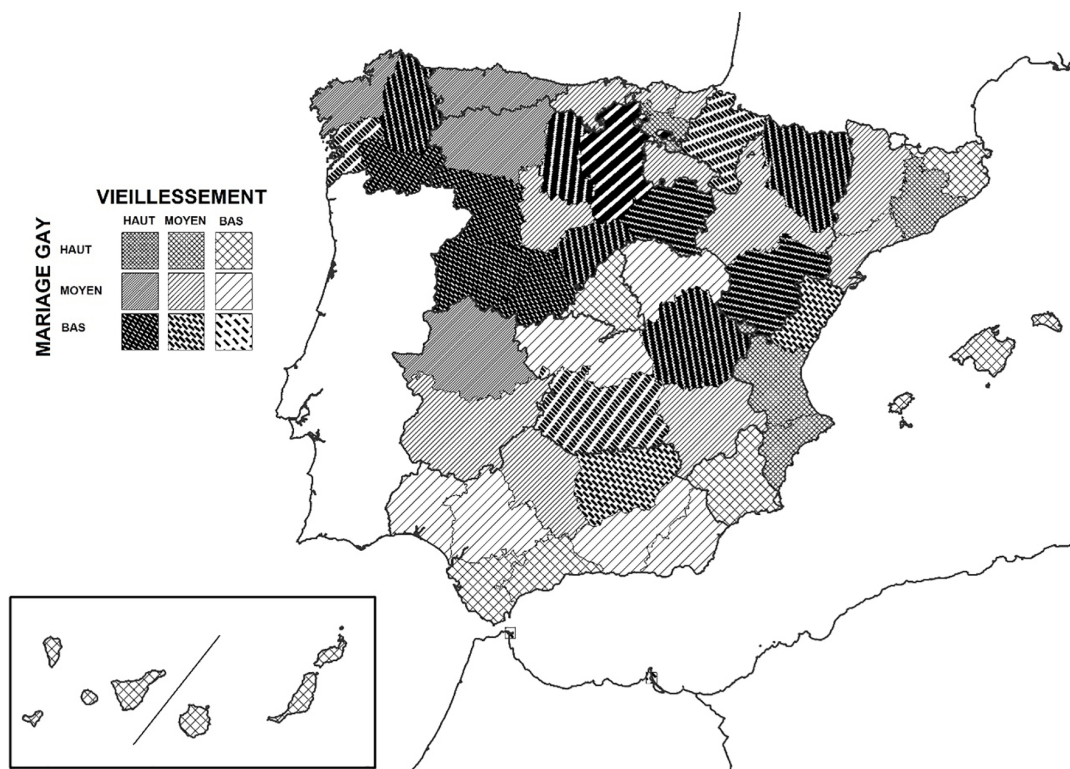 VIEILLESSEMENT
HAUT MOYEN BAS
MARIAGE GAY
HAUT
MOYEN
BAS